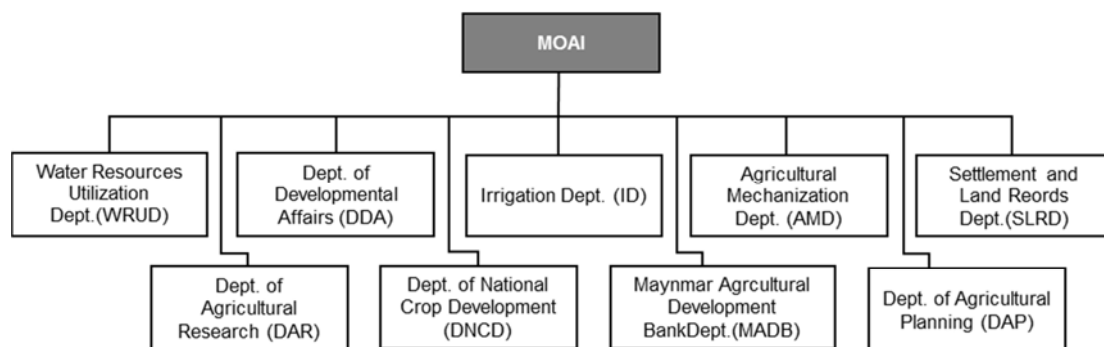 MOAI
Water Resources
Utilization
Dept.(WRUD)
Dept. of
Developmental
Affairs (DDA)
Irrigation Dept. (ID)
Agricultural
Mechanization
Dept. (AMD)
Settlement and
Land Reords
Dept.(SLRD)
Dept. of
Agricultural
Research (DAR)
Dept. of National
Crop Development
(DNCD)
Maynmar Agrcultural
Development
BankDept.(MADB)
Dept. of Agricultural
Planning (DAP)